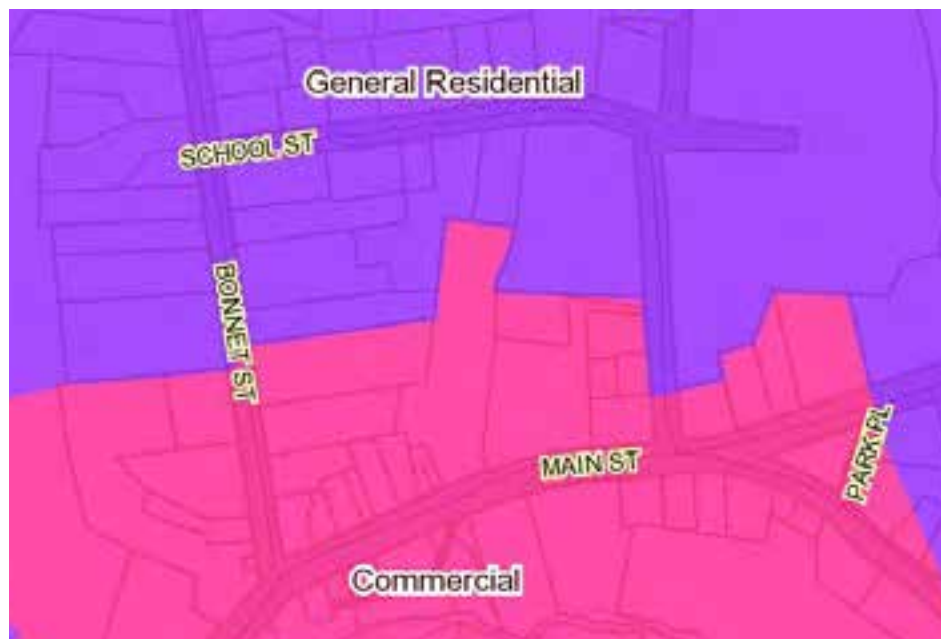 General Residential
SCHOOL ST
BONNET ST
MAIN ST
PARK PL
Commercial